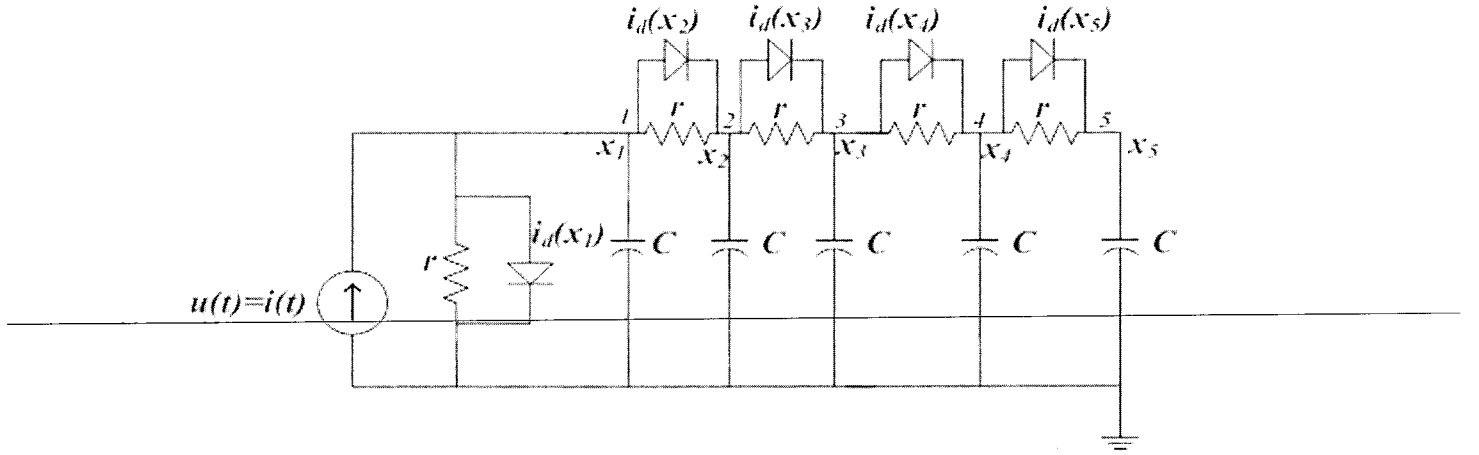 i_d(x_2) i_d(x_3) i_d(x_4) i_d(x_5)
r r r r
1 2 3 4 5
x_1 x_2 x_3 x_4 x_5
i_d(x_1) C C C C C
r
u(t)=i(t)